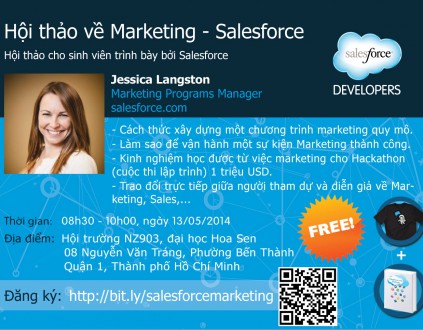 Hội thảo về Marketing - Salesforce
Hội thảo cho sinh viên trình bày bởi Salesforce
salesforce
DEVELOPERS
Jessica Langston
Marketing Programs Manager
salesforce.com
- Cách thức xây dựng một chương trình marketing quy mô.
- Làm sao để vận hành một sự kiện Marketing thành công.
- Kinh nghiệm học được từ việc marketing cho Hackathon
(cuộc thi lập trình) 1 triệu USD.
- Trao đổi trực tiếp giữa người tham dự và diễn giả về Mar-
keting, Sales,...
Thời gian: 08h30 - 10h00, ngày 13/05/2014
Địa điểm: Hội trường NZ903, đại học Hoa Sen
08 Nguyễn Văn Tráng, Phường Bến Thành
Quận 1, Thành phố Hồ Chí Minh
FREE!
+
Đăng ký: http://bit.ly/salesforcemarketing